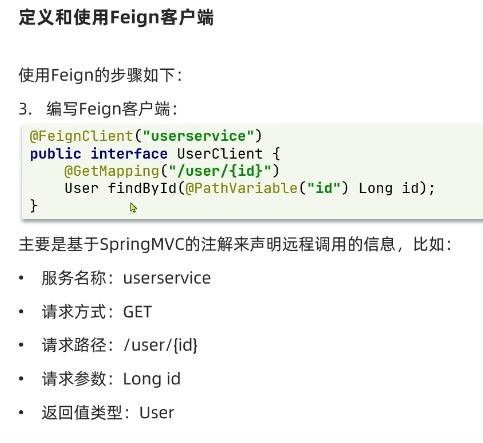 定义和使用Feign客户端
使用Feign的步骤如下：
3. 编写Feign客户端：
@FeignClient("userservice")
public interface UserClient {
@GetMapping("/user/{id}")
User findById(@PathVariable("id") Long id);
}
主要是基于SpringMVC的注解来声明远程调用的信息，比如：
• 服务名称：userservice
• 请求方式：GET
• 请求路径：/user/{id}
• 请求参数：Long id
• 返回值类型：User